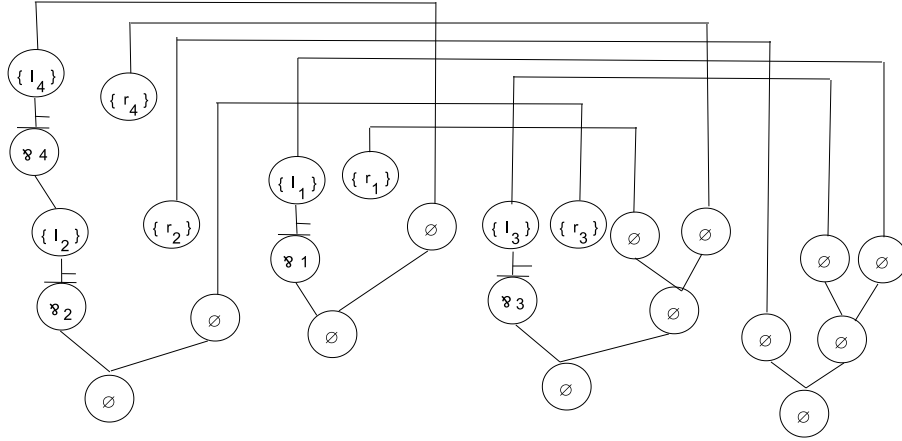 { l₄}
{ r₄}
⅋ 4
{ l₁} { r₁}
{ l₂} { r₂} ∅ { l₃} { r₃} ∅ ∅
⅋ 1 ∅ ∅
⅋ 2 ∅ ⅋ 3 ∅
∅ ∅ ∅
∅ ∅ ∅